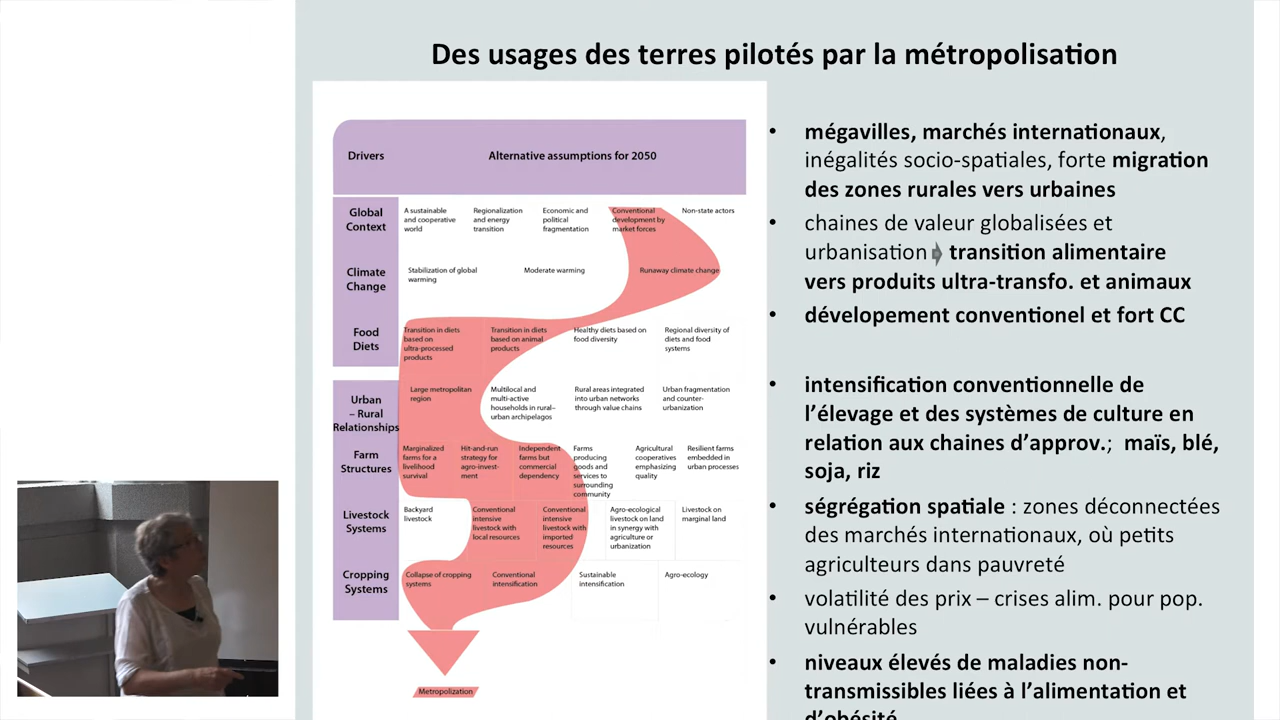 Des usages des terres pilotés par la métropolisation
Drivers
Alternative assumptions for 2050
Global
Context
A sustainable
and cooperative
world
Regionalization
and energy
transition
Economic and
political
fragmentation
Conventional
development by
market forces
Non-state actors
Climate
Change
Stabilization of global
warming
Moderate warming
Runaway climate change
Food
Diets
Transition in diets
based on
ultra-processed
products
Transition in diets
based on animal
products
Healthy diets based on
food diversity
Regional diversity of
diets and food
systems
Urban
– Rural
Relationships
Large metropolitan
region
Multilocal and
multi-active
households in rural–
urban archipelagos
Rural areas integrated
into urban networks
through value chains
Urban fragmentation
and counter-
urbanization
Farm
Structures
Marginalized
farms for a
livelihood
survival
Hit-and-run
strategy for
agro-invest-
ment
Independent
farms but
commercial
dependency
Farms
producing
goods and
services to
surrounding
community
Agricultural
cooperatives
emphasizing
quality
Resilient farms
embedded in
urban processes
Livestock
Systems
Backyard
livestock
Conventional
intensive
livestock with
local resources
Conventional
intensive
livestock with
imported
resources
Agro-ecological
livestock on land
in synergy with
agriculture or
urbanization
Livestock on
marginal land
Cropping
Systems
Collapse of cropping
systems
Conventional
intensification
Sustainable
intensification
Agro-ecology
Metropolization
• mégavilles, marchés internationaux,
inégalités socio-spatiales, forte migration
des zones rurales vers urbaines
• chaines de valeur globalisées et
urbanisation transition alimentaire
vers produits ultra-transfo. et animaux
• dévelopement conventionel et fort CC
• intensification conventionnelle de
l’élevage et des systèmes de culture en
relation aux chaines d’approv.; maïs, blé,
soja, riz
• ségrégation spatiale : zones déconnectées
des marchés internationaux, où petits
agriculteurs dans pauvreté
• volatilité des prix – crises alim. pour pop.
vulnérables
• niveaux élevés de maladies non-
transmissibles liées à l’alimentation et
d’obésité